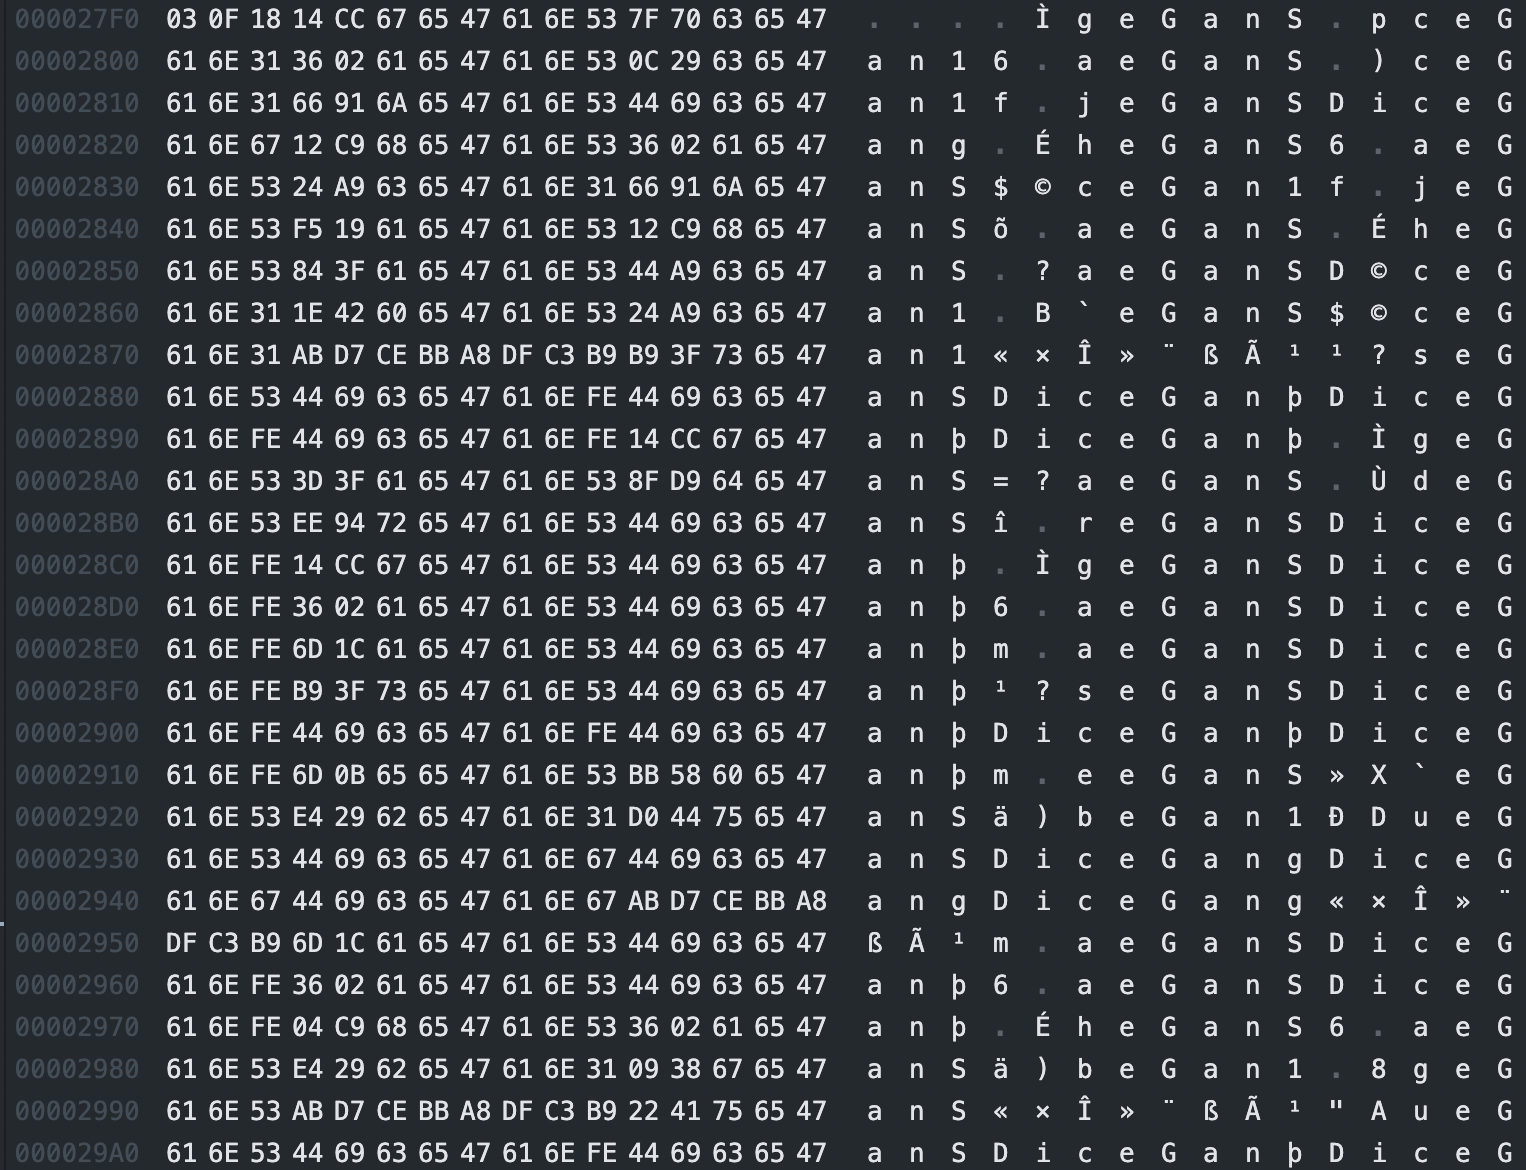 000027F0 03 0F 18 14 CC 67 65 47 61 6E 53 7F 70 63 65 47 . . . . Ì g e G a n S . p c e G
00002800 61 6E 31 36 02 61 65 47 61 6E 53 0C 29 63 65 47 a n 1 6 . a e G a n S . ) c e G
00002810 61 6E 31 66 91 6A 65 47 61 6E 53 44 69 63 65 47 a n 1 f . j e G a n S D i c e G
00002820 61 6E 67 12 C9 68 65 47 61 6E 53 36 02 61 65 47 a n g . É h e G a n S 6 . a e G
00002830 61 6E 53 24 A9 63 65 47 61 6E 31 66 91 6A 65 47 a n S $ © c e G a n 1 f . j e G
00002840 61 6E 53 F5 19 61 65 47 61 6E 53 12 C9 68 65 47 a n S õ . a e G a n S . É h e G
00002850 61 6E 53 84 3F 61 65 47 61 6E 53 44 A9 63 65 47 a n S . ? a e G a n S D © c e G
00002860 61 6E 31 1E 42 60 65 47 61 6E 53 24 A9 63 65 47 a n 1 . B ` e G a n S $ © c e G
00002870 61 6E 31 AB D7 CE BB A8 DF C3 B9 B9 3F 73 65 47 a n 1 « × Î » ¨ ß Ã ¹ ¹ ? s e G
00002880 61 6E 53 44 69 63 65 47 61 6E FE 44 69 63 65 47 a n S D i c e G a n þ D i c e G
00002890 61 6E FE 44 69 63 65 47 61 6E FE 14 CC 67 65 47 a n þ D i c e G a n þ . Ì g e G
000028A0 61 6E 53 3D 3F 61 65 47 61 6E 53 8F D9 64 65 47 a n S = ? a e G a n S . Ù d e G
000028B0 61 6E 53 EE 94 72 65 47 61 6E 53 44 69 63 65 47 a n S î . r e G a n S D i c e G
000028C0 61 6E FE 14 CC 67 65 47 61 6E 53 44 69 63 65 47 a n þ . Ì g e G a n S D i c e G
000028D0 61 6E FE 36 02 61 65 47 61 6E 53 44 69 63 65 47 a n þ 6 . a e G a n S D i c e G
000028E0 61 6E FE 6D 1C 61 65 47 61 6E 53 44 69 63 65 47 a n þ m . a e G a n S D i c e G
000028F0 61 6E FE B9 3F 73 65 47 61 6E 53 44 69 63 65 47 a n þ ¹ ? s e G a n S D i c e G
00002900 61 6E FE 44 69 63 65 47 61 6E FE 44 69 63 65 47 a n þ D i c e G a n þ D i c e G
00002910 61 6E FE 6D 0B 65 65 47 61 6E 53 BB 58 60 65 47 a n þ m . e e G a n S » X ` e G
00002920 61 6E 53 E4 29 62 65 47 61 6E 31 D0 44 75 65 47 a n S ä ) b e G a n 1 Ð D u e G
00002930 61 6E 53 44 69 63 65 47 61 6E 67 44 69 63 65 47 a n S D i c e G a n g D i c e G
00002940 61 6E 67 44 69 63 65 47 61 6E 67 AB D7 CE BB A8 a n g D i c e G a n g « × Î » ¨
00002950 DF C3 B9 6D 1C 61 65 47 61 6E 53 44 69 63 65 47 ß Ã ¹ m . a e G a n S D i c e G
00002960 61 6E FE 36 02 61 65 47 61 6E 53 44 69 63 65 47 a n þ 6 . a e G a n S D i c e G
00002970 61 6E FE 04 C9 68 65 47 61 6E 53 36 02 61 65 47 a n þ . É h e G a n S 6 . a e G
00002980 61 6E 53 E4 29 62 65 47 61 6E 31 09 38 67 65 47 a n S ä ) b e G a n 1 . 8 g e G
00002990 61 6E 53 AB D7 CE BB A8 DF C3 B9 22 41 75 65 47 a n S « × Î » ¨ ß Ã ¹ " A u e G
000029A0 61 6E 53 44 69 63 65 47 61 6E FE 44 69 63 65 47 a n S D i c e G a n þ D i c e G